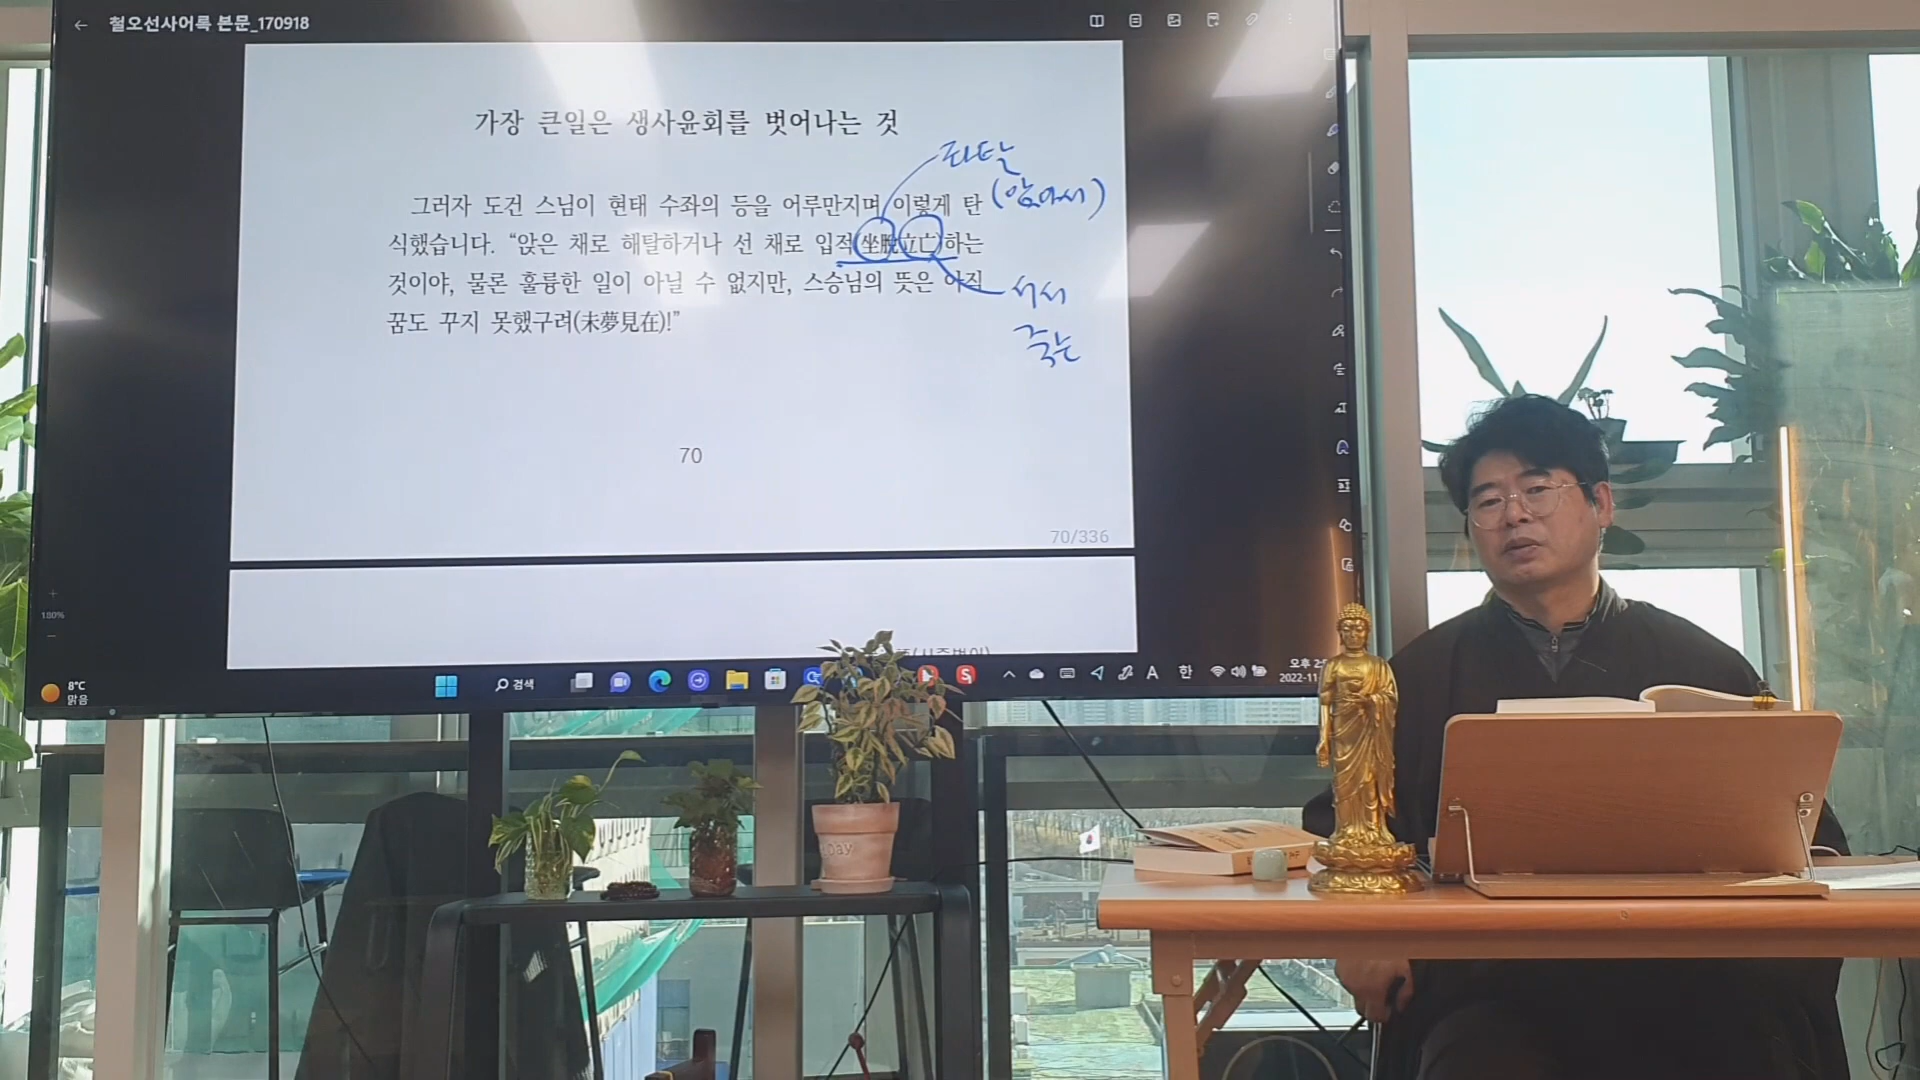 철오선사어록 본문_170918
가장 큰일은 생사윤회를 벗어나는 것
그러자 도건 스님이 현태 수좌의 등을 어루만지며 이렇게 탄
식했습니다. “앉은 채로 해탈하거나 선 채로 입적(坐脫立亡)하는
것이야, 물론 훌륭한 일이 아닐 수 없지만, 스승님의 뜻은 아직
꿈도 꾸지 못했구려(未夢見在)!”
좌탈
(앉아서)
서서
죽는
70
70/336
180%
8°C
맑음
검색
A
한
오후 2:
2022-11